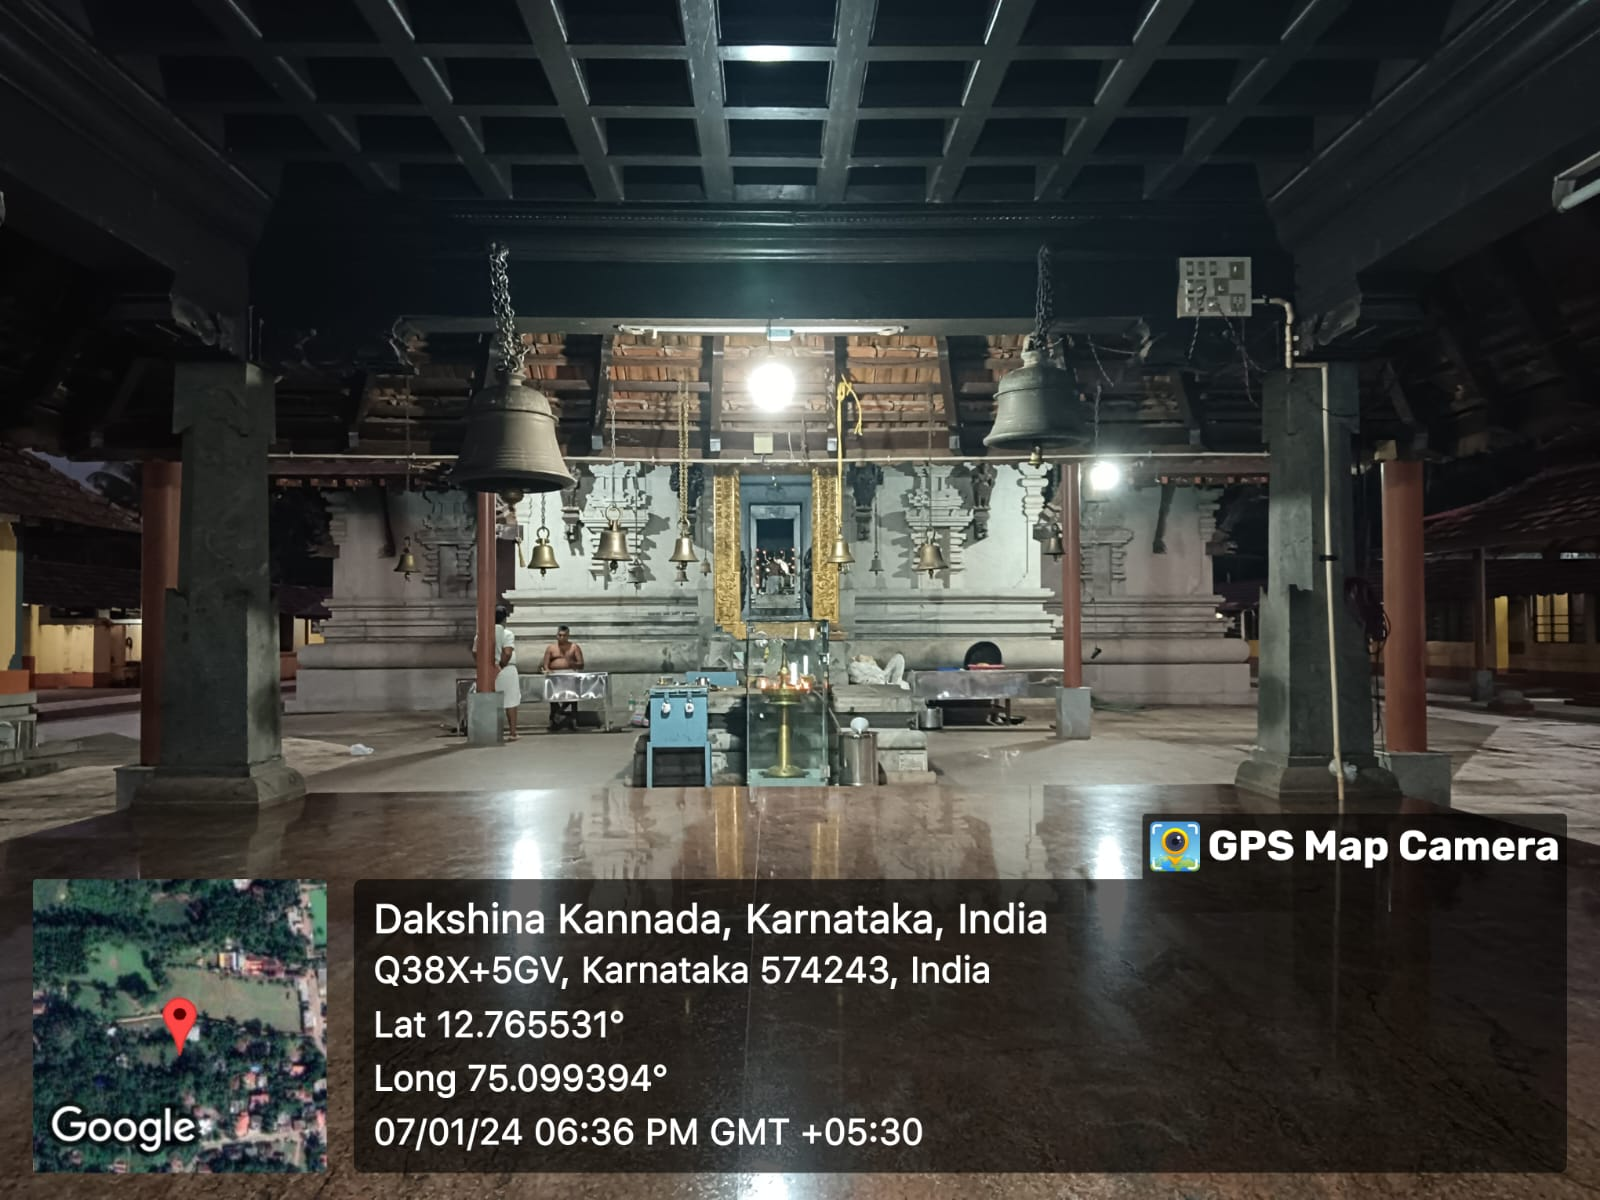 GPS Map Camera
Dakshina Kannada, Karnataka, India
Q38X+5GV, Karnataka 574243, India
Lat 12.765531°
Long 75.099394°
07/01/24 06:36 PM GMT +05:30
Google